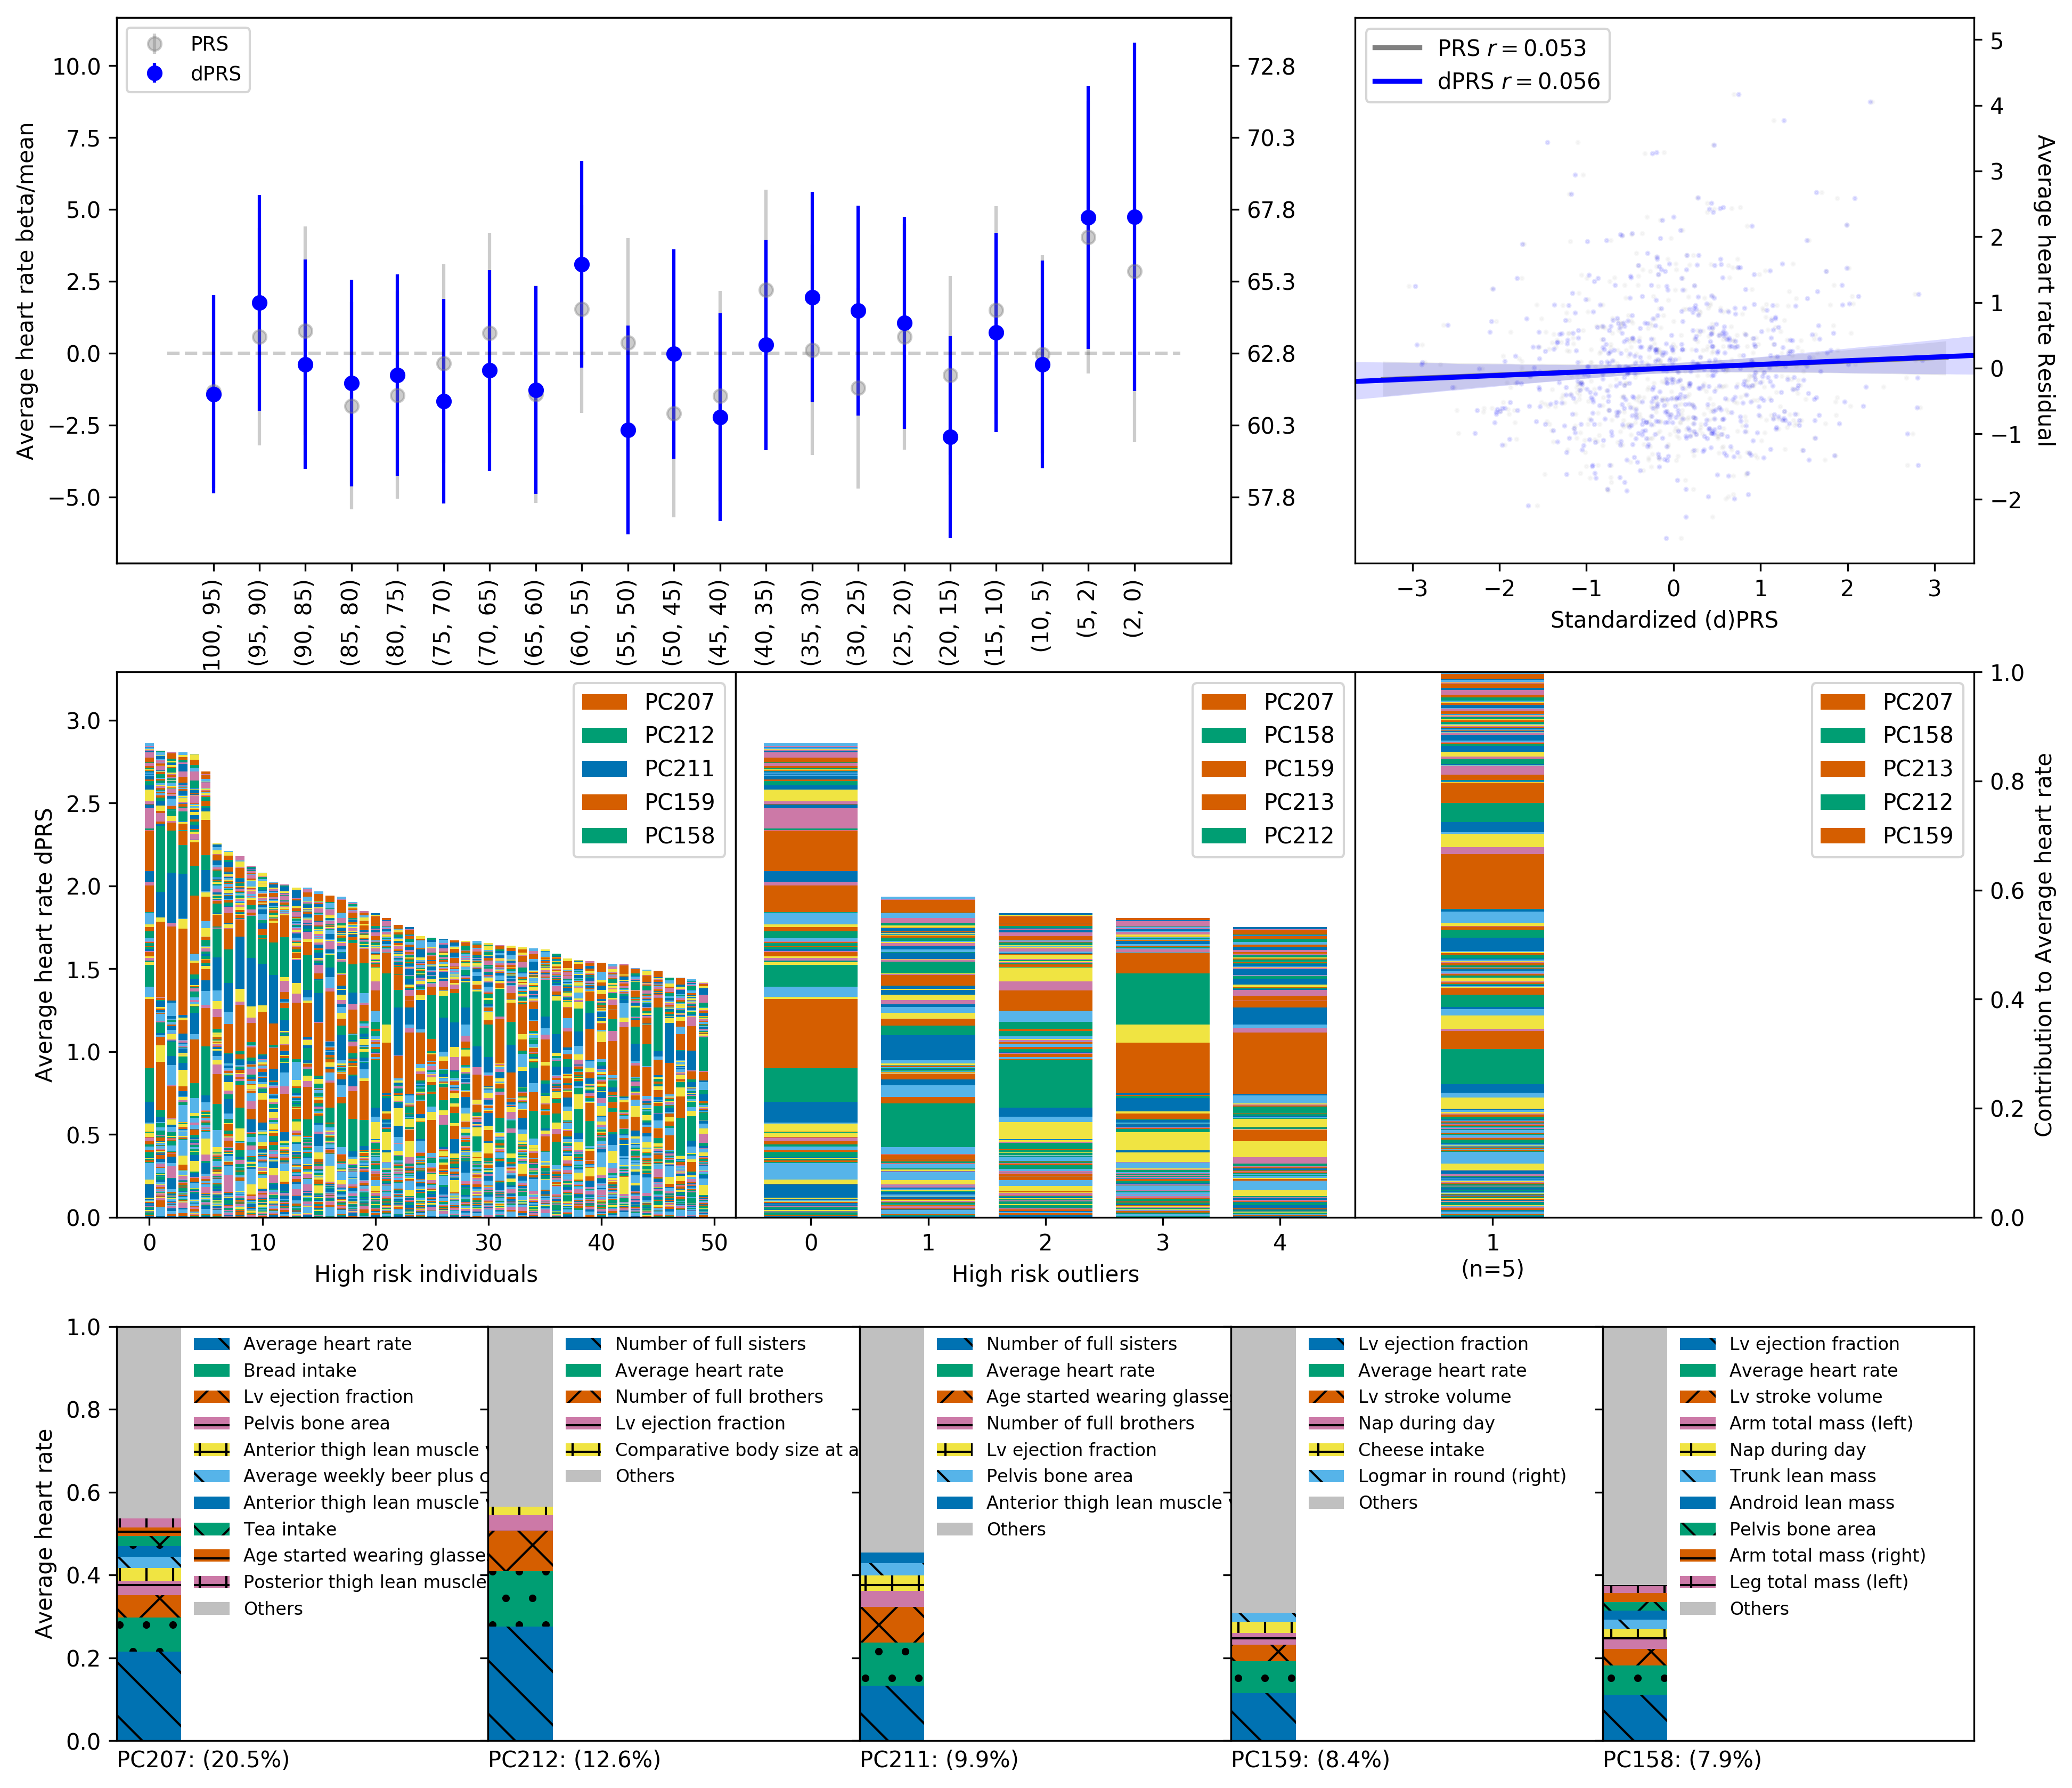 PRS
dPRS
10.0
7.5
5.0
2.5
0.0
−2.5
−5.0
Average heart rate beta/mean
72.8
70.3
67.8
65.3
62.8
60.3
57.8
100, 95)
(95, 90)
(90, 85)
(85, 80)
(80, 75)
(75, 70)
(70, 65)
(65, 60)
(60, 55)
(55, 50)
(50, 45)
(45, 40)
(40, 35)
(35, 30)
(30, 25)
(25, 20)
(20, 15)
(15, 10)
(10, 5)
(5, 2)
(2, 0)
PRS r = 0.053
dPRS r = 0.056
5
4
3
2
1
0
−1
−2
Average heart rate Residual
−3
−2
−1
0
1
2
3
Standardized (d)PRS
3.0
2.5
2.0
1.5
1.0
0.5
0.0
Average heart rate dPRS
PC207
PC212
PC211
PC159
PC158
0
10
20
30
40
50
High risk individuals
PC207
PC158
PC159
PC213
PC212
0
1
2
3
4
High risk outliers
PC207
PC158
PC213
PC212
PC159
1
(n=5)
1.0
0.8
0.6
0.4
0.2
0.0
Contribution to Average heart rate
1.0
0.8
0.6
0.4
0.2
0.0
Average heart rate
Average heart rate
Bread intake
Lv ejection fraction
Pelvis bone area
Anterior thigh lean muscle
Average weekly beer plus c
Anterior thigh lean muscle
Tea intake
Age started wearing glasse
Posterior thigh lean muscle
Others
PC207: (20.5%)
Number of full sisters
Average heart rate
Number of full brothers
Lv ejection fraction
Comparative body size at a
Others
PC212: (12.6%)
Number of full sisters
Average heart rate
Age started wearing glasse
Number of full brothers
Lv ejection fraction
Pelvis bone area
Anterior thigh lean muscle
Others
PC211: (9.9%)
Lv ejection fraction
Average heart rate
Lv stroke volume
Nap during day
Cheese intake
Logmar in round (right)
Others
PC159: (8.4%)
Lv ejection fraction
Average heart rate
Lv stroke volume
Arm total mass (left)
Nap during day
Trunk lean mass
Android lean mass
Pelvis bone area
Arm total mass (right)
Leg total mass (left)
Others
PC158: (7.9%)